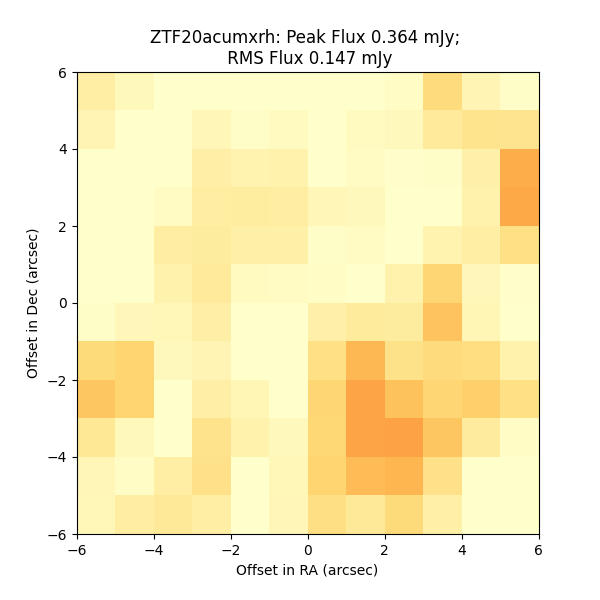 ZTF20acumxrh: Peak Flux 0.364 mJy;
RMS Flux 0.147 mJy
6
4
2
0
−2
−4
−6
Offset in Dec (arcsec)
−6 −4 −2 0 2 4 6
Offset in RA (arcsec)